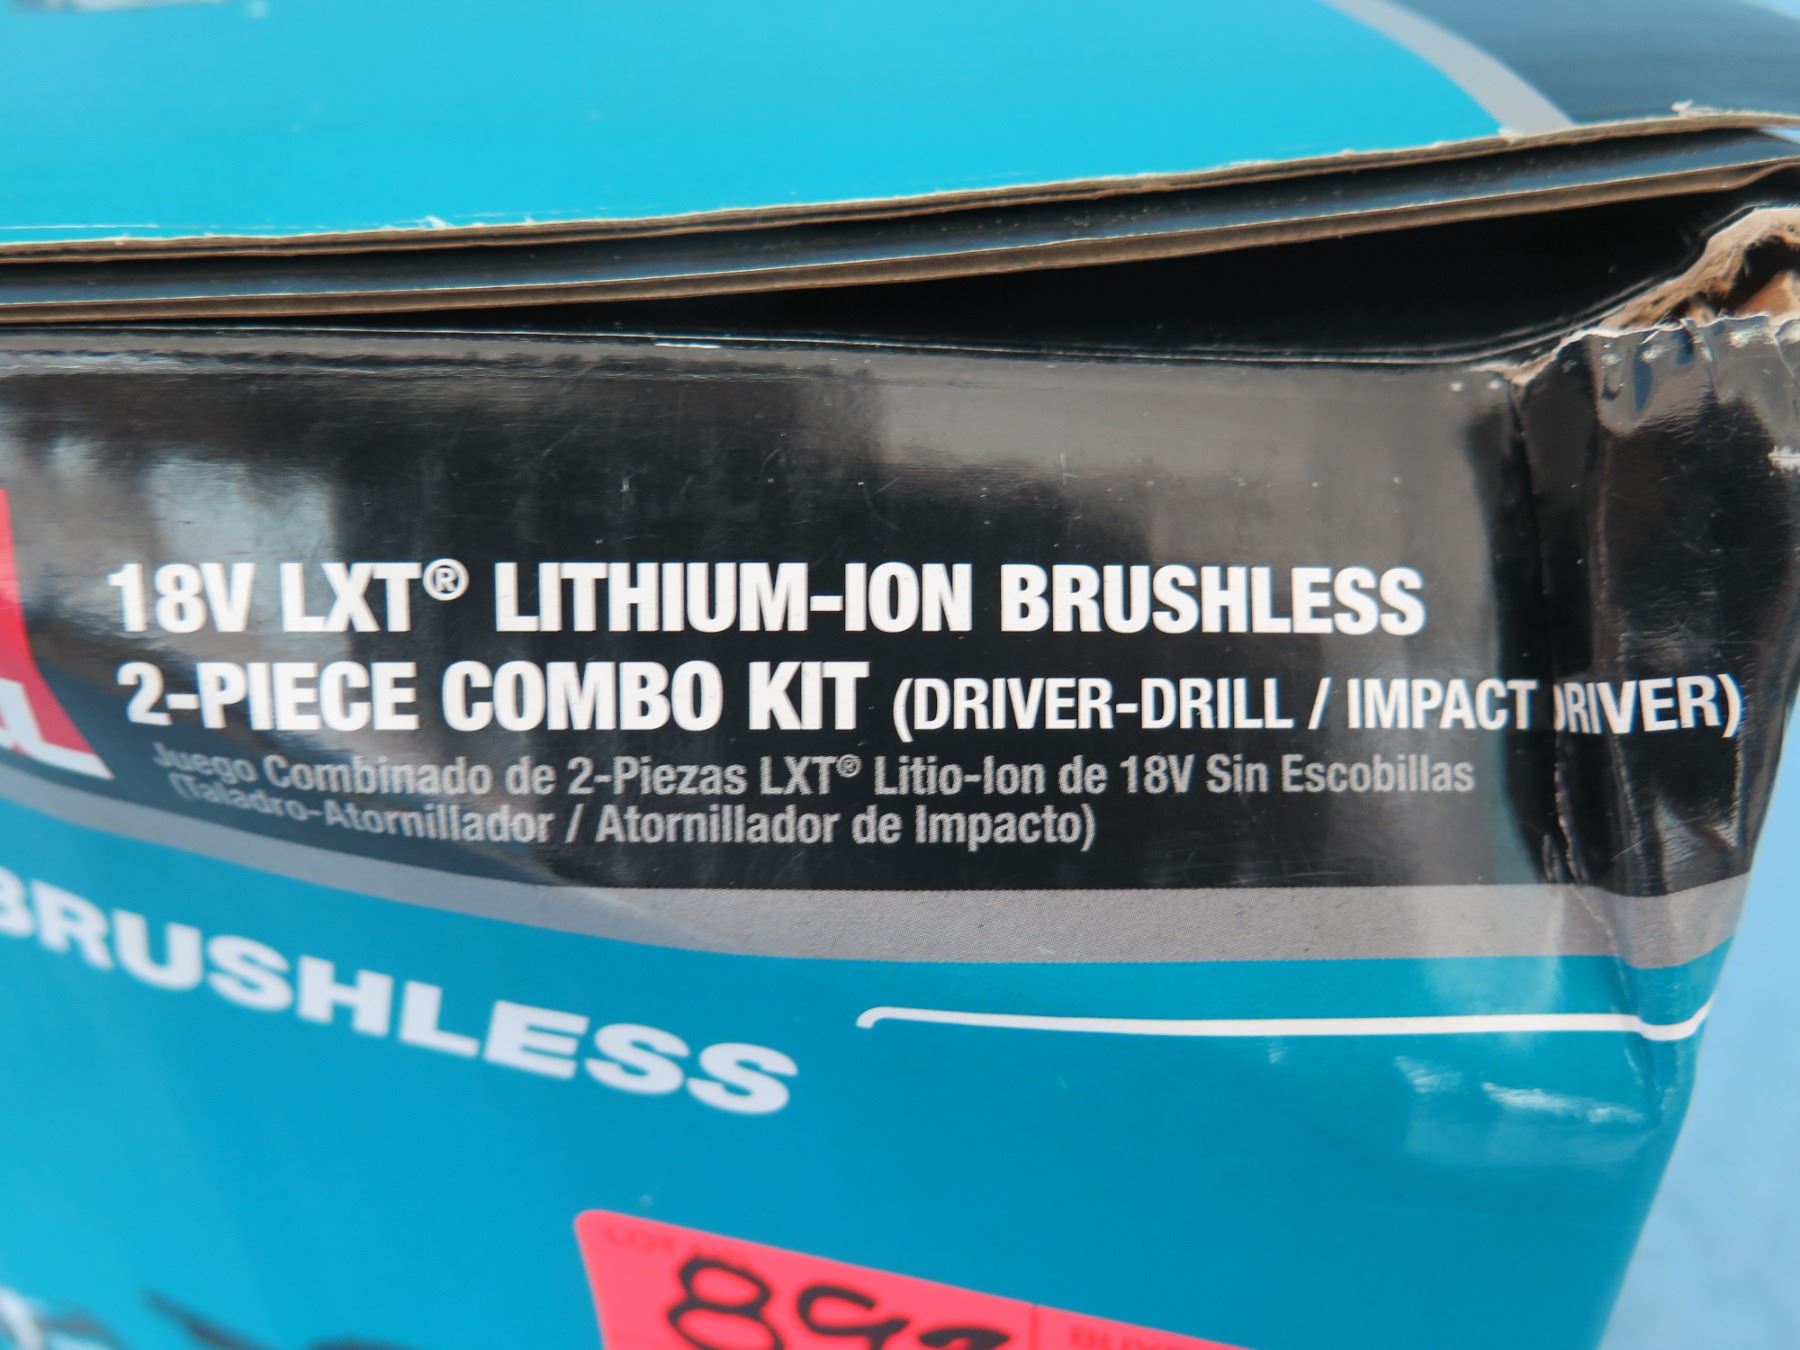 18V LXT® LITHIUM-ION BRUSHLESS
2-PIECE COMBO KIT (DRIVER-DRILL / IMPACT DRIVER)
Juego Combinado de 2-Piezas LXT® Litio-Ion de 18V Sin Escobillas
(Taladro-Atornillador / Atornillador de Impacto)
BRUSHLESS
LOT